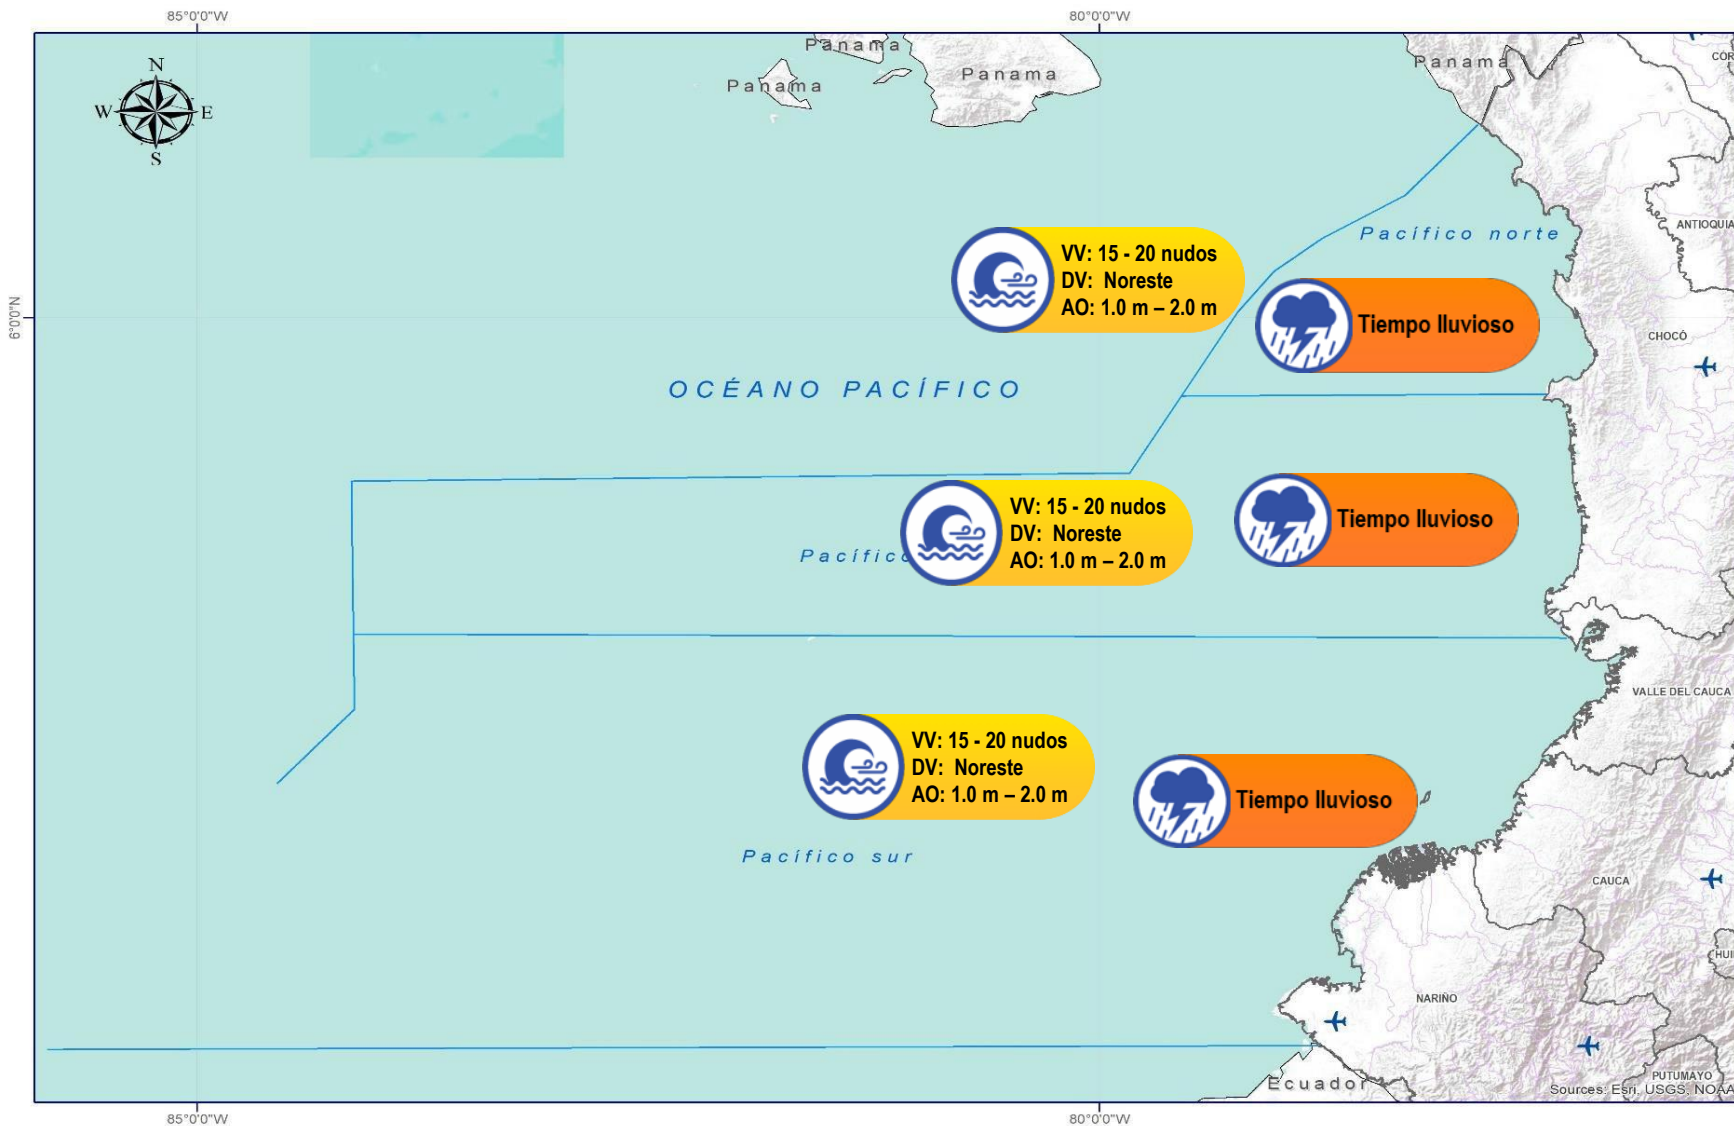 85°0'0"W
80°0'0"W
Panama
Panama
Panama
Panama
CÓR
N
W
E
S
ANTIOQUIA
Pacífico norte
VV: 15 - 20 nudos
DV: Noreste
AO: 1.0 m – 2.0 m
6°0'0"N
Tiempo lluvioso
CHOCÓ
OCÉANO PACÍFICO
VV: 15 - 20 nudos
DV: Noreste
AO: 1.0 m – 2.0 m
Tiempo lluvioso
Pacífico
VALLE DEL CAUCA
VV: 15 - 20 nudos
DV: Noreste
AO: 1.0 m – 2.0 m
Tiempo lluvioso
Pacífico sur
CAUCA
HUI
NARIÑO
PUTUMAYO
Ecuador
Sources: Esri, USGS, NOAA
85°0'0"W
80°0'0"W